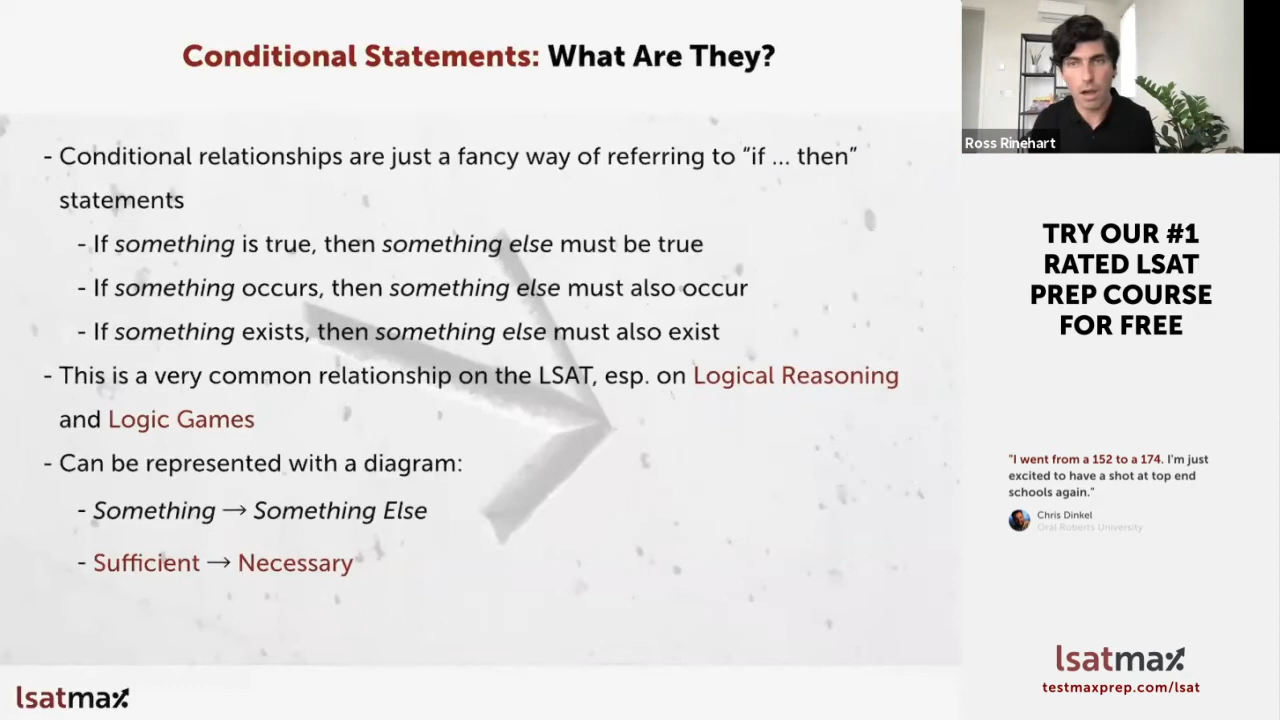 Conditional Statements: What Are They?
- Conditional relationships are just a fancy way of referring to “if ... then”
statements
- If something is true, then something else must be true
- If something occurs, then something else must also occur
- If something exists, then something else must also exist
- This is a very common relationship on the LSAT, esp. on Logical Reasoning
and Logic Games
- Can be represented with a diagram:
- Something → Something Else
- Sufficient → Necessary
lsatmax
Ross Rinehart
TRY OUR #1
RATED LSAT
PREP COURSE
FOR FREE
"I went from a 152 to a 174. I'm just
excited to have a shot at top end
schools again."
Chris Dinkel
Oral Roberts University
lsatmax
testmaxprep.com/lsat